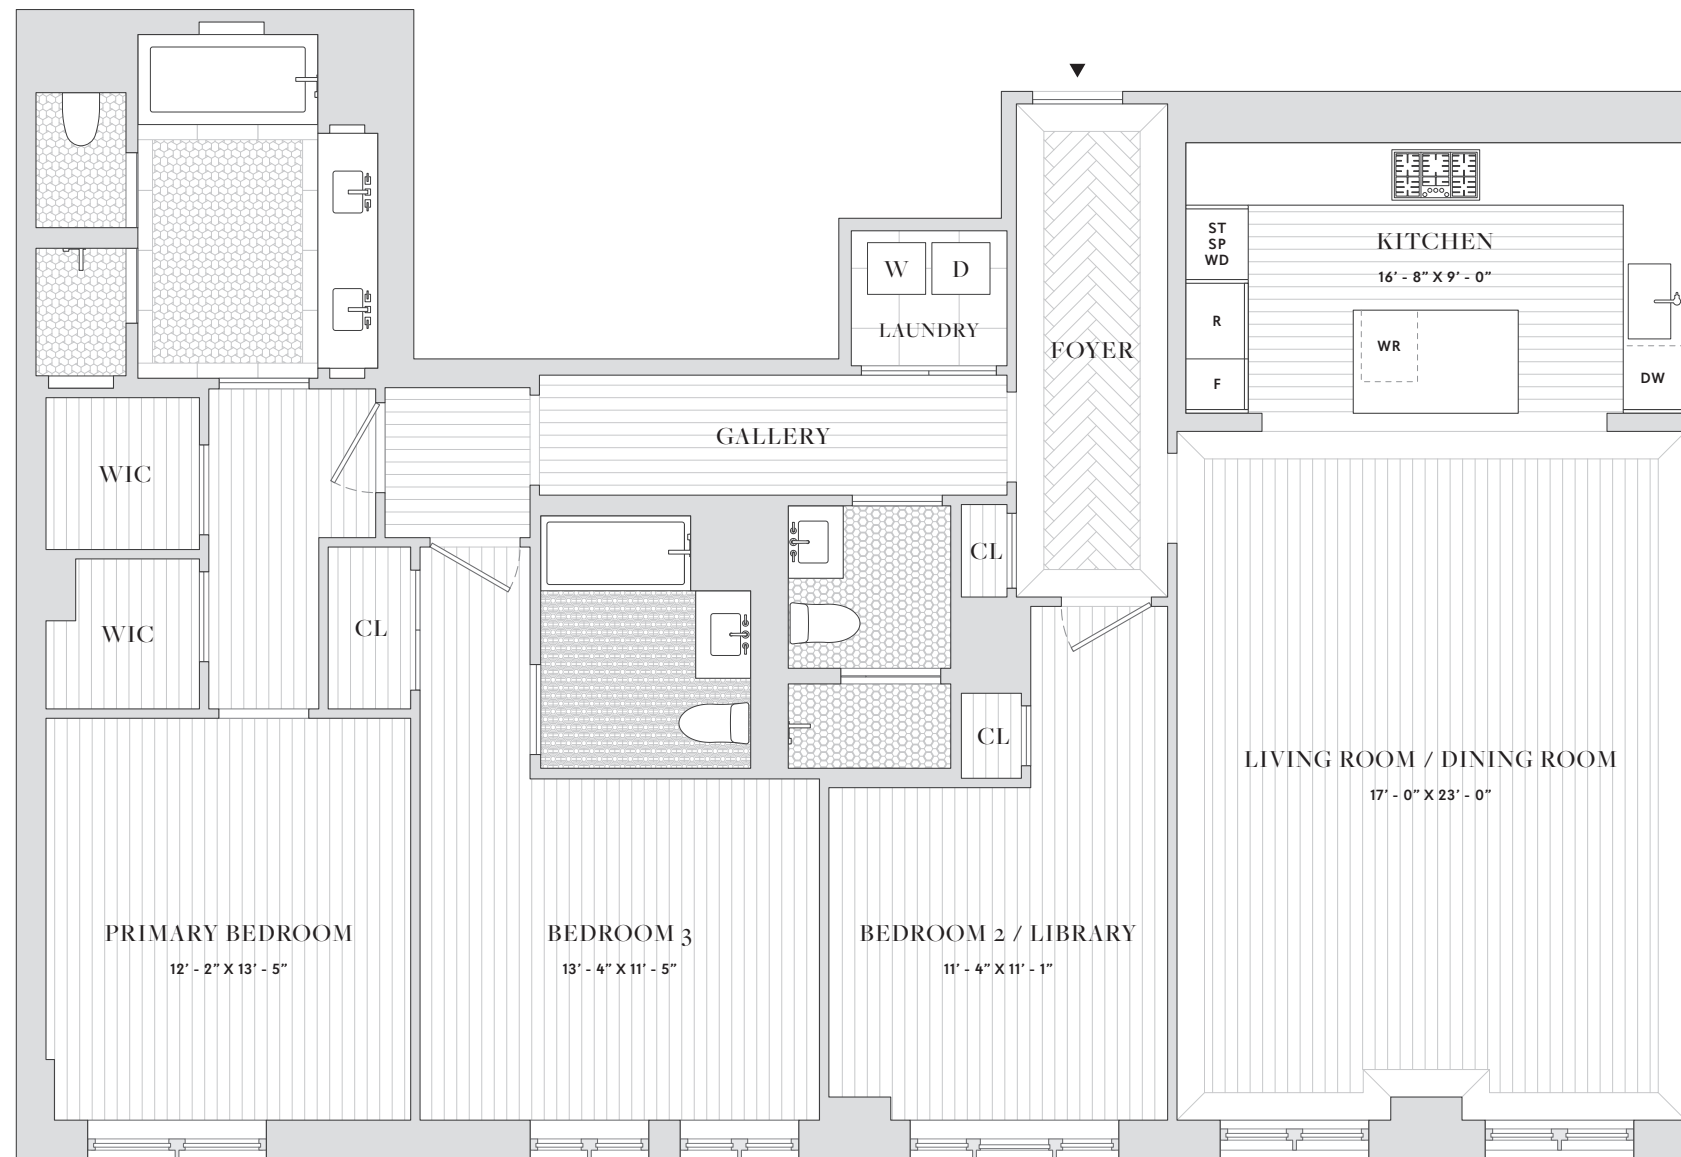 W
D
LAUNDRY
FOYER
ST
SP
WD
R
F
KITCHEN
16’ - 8” X 9’ - 0”
WR
DW
WIC
GALLERY
CL
WIC
CL
CL
LIVING ROOM / DINING ROOM
17’ - 0” X 23’ - 0”
PRIMARY BEDROOM
12’ - 2” X 13’ - 5”
BEDROOM 3
13’ - 4” X 11’ - 5”
BEDROOM 2 / LIBRARY
11’ - 4” X 11’ - 1”